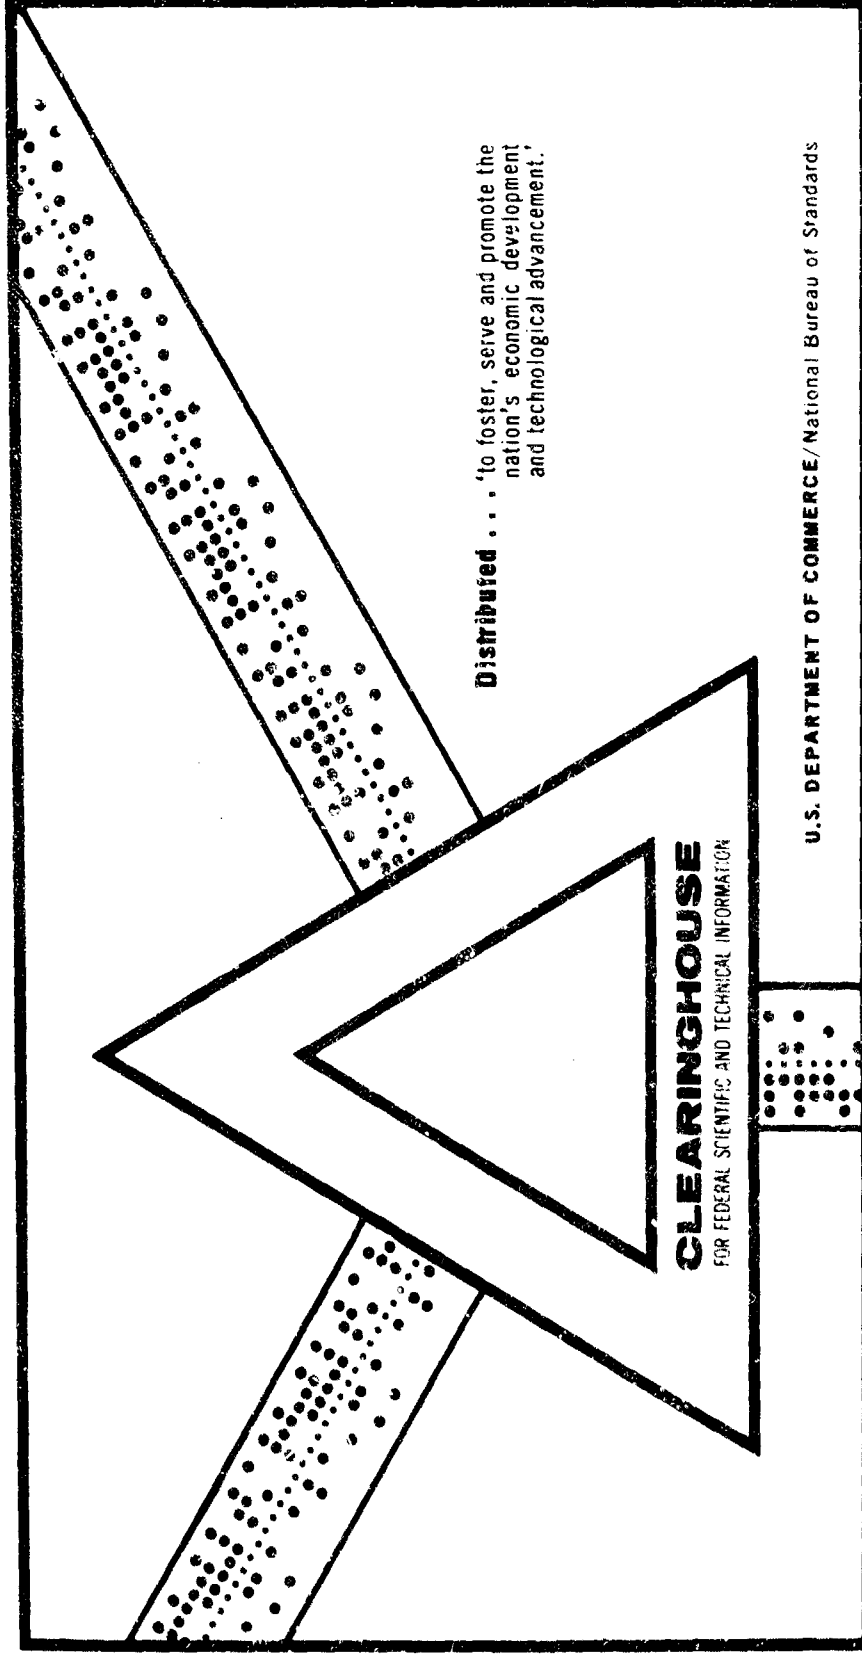 Distributed . . . 'to foster, serve and promote the
nation's economic development
and technological advancement.'
CLEARINGHOUSE
FOR FEDERAL SCIENTIFIC AND TECHNICAL INFORMATION
U.S. DEPARTMENT OF COMMERCE/National Bureau of Standards